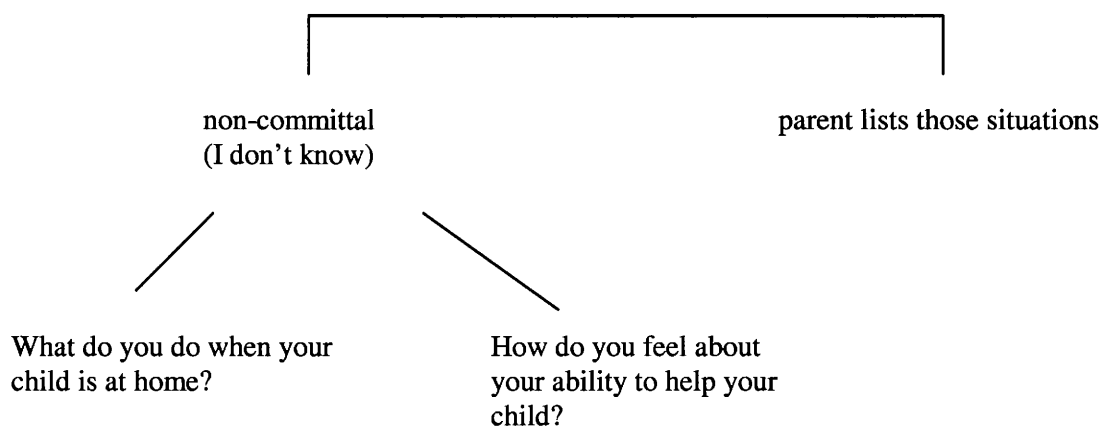 non-committal
(I don't know)
parent lists those situations
What do you do when your
child is at home?
How do you feel about
your ability to help your
child?